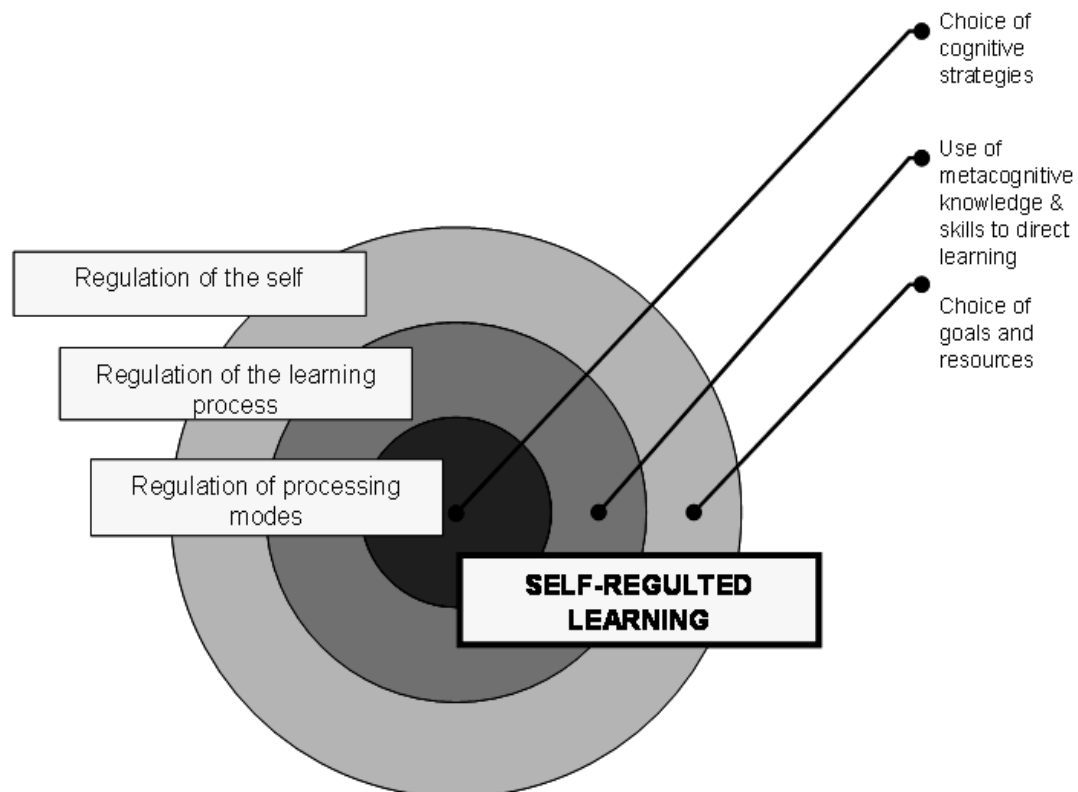 Choice of
cognitive
strategies
Use of
metacognitive
knowledge &
skills to direct
learning
Choice of
goals and
resources
Regulation of the self
Regulation of the learning
process
Regulation of processing
modes
SELF-REGULTED
LEARNING